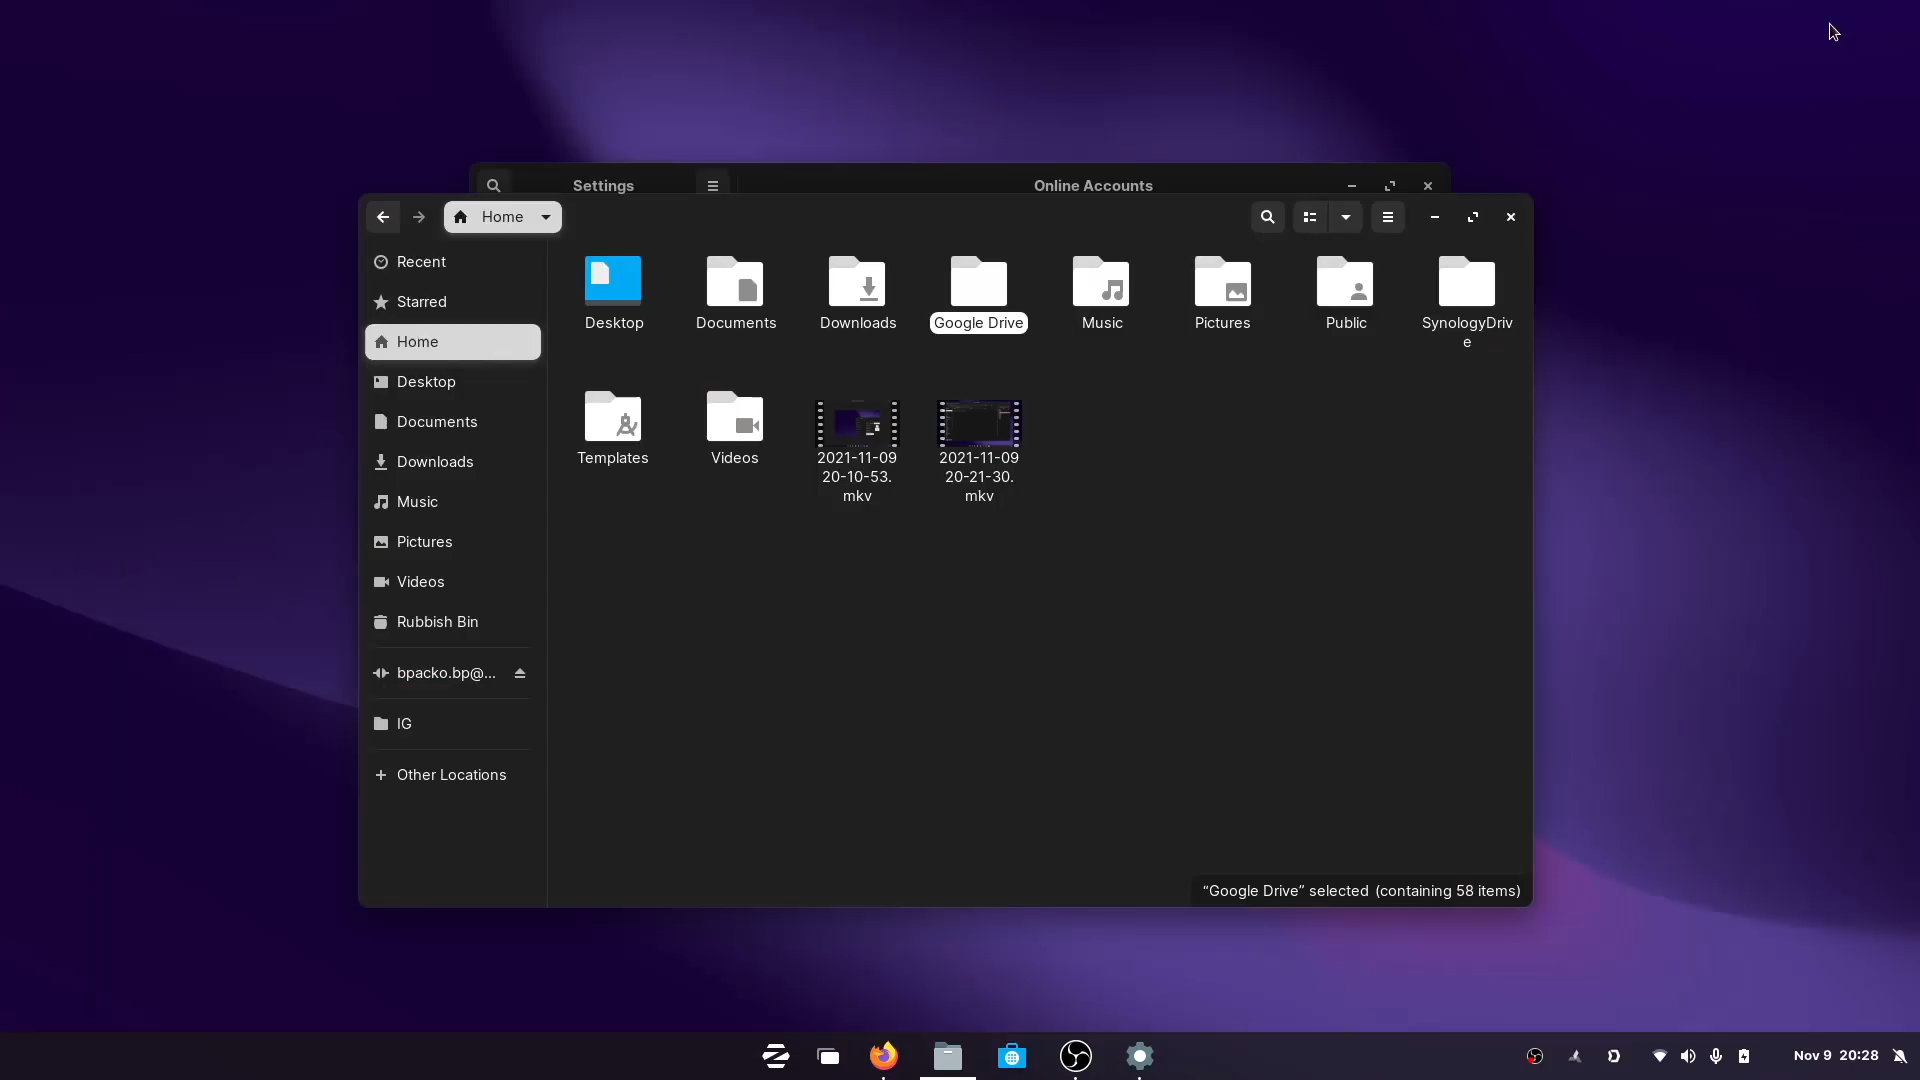 Settings
Online Accounts
Home
Recent
Starred
Home
Desktop
Documents
Downloads
Music
Pictures
Videos
Rubbish Bin
bpacko.bp@...
IG
Other Locations
Desktop
Documents
Downloads
Google Drive
Music
Pictures
Public
SynologyDriv
e
Templates
Videos
2021-11-09
20-10-53.
mkv
2021-11-09
20-21-30.
mkv
“Google Drive” selected (containing 58 items)
Nov 9 20:28